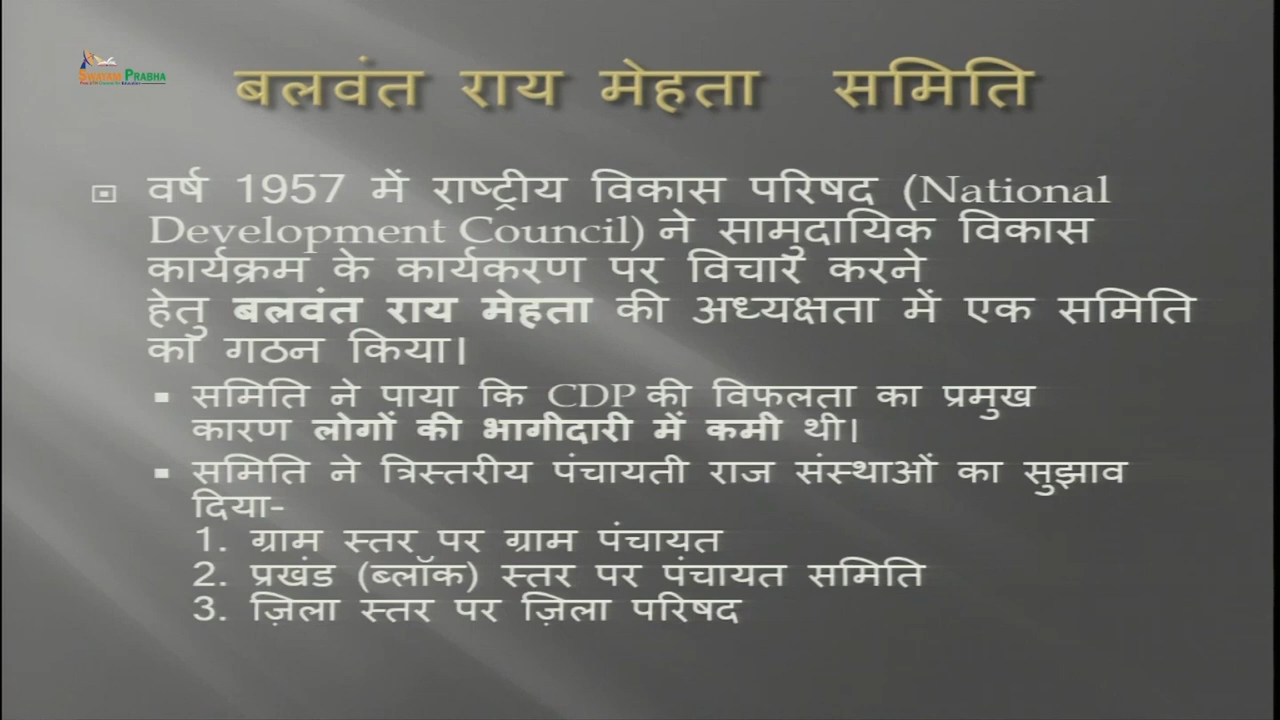 SWAYAM PRABHA
बलवंत राय मेहता समिति
वर्ष 1957 में राष्ट्रीय विकास परिषद (National
Development Council) ने सामुदायिक विकास
कार्यक्रम के कार्यकरण पर विचार करने
हेतु बलवंत राय मेहता की अध्यक्षता में एक समिति
का गठन किया।
समिति ने पाया कि CDP की विफलता का प्रमुख
कारण लोगों की भागीदारी में कमी थी।
समिति ने त्रिस्तरीय पंचायती राज संस्थाओं का सुझाव
दिया-
1. ग्राम स्तर पर ग्राम पंचायत
2. प्रखंड (ब्लॉक) स्तर पर पंचायत समिति
3. ज़िला स्तर पर ज़िला परिषद